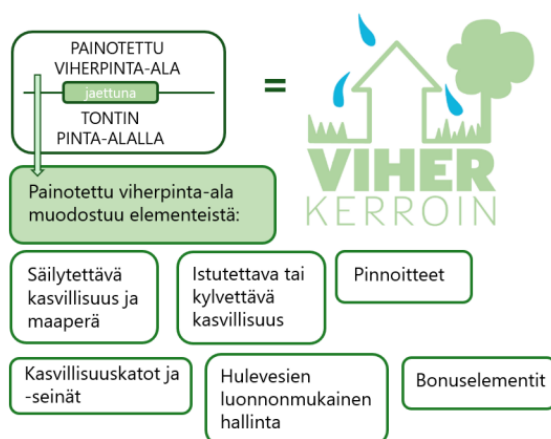 PAINOTETTU
VIHERPINTA-ALA
jaettuna
TONTIN
PINTA-ALALLA
=
VIHER
KERROIN
Painotettu viherpinta-ala
muodostuu elementeistä:
Säilytettävä
kasvillisuus ja
maaperä
Istutettava tai
kylvettävä
kasvillisuus
Pinnoitteet
Kasvillisuuskatot ja
-seinät
Hulevesien
luonnonmukainen
hallinta
Bonuselementit